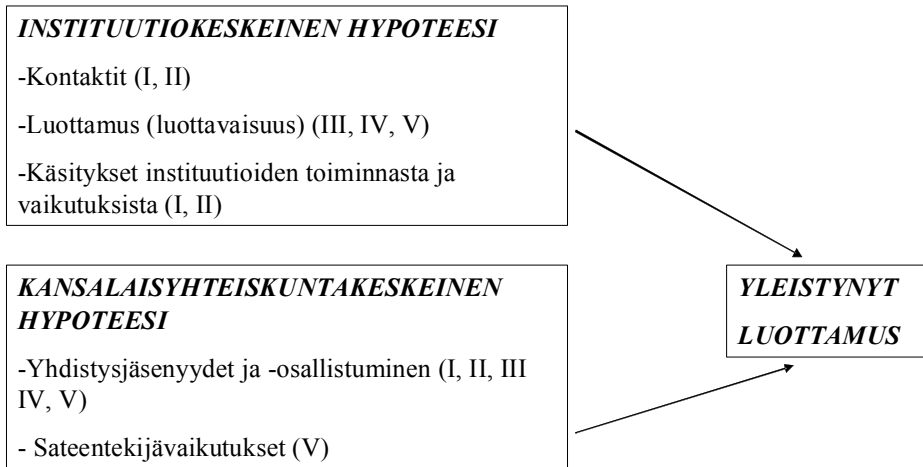 INSTITUUTIOKESKEINEN HYPOTEESI
-Kontaktit (I, II)
-Luottamus (luottavaisuus) (III, IV, V)
-Käsitykset instituutioiden toiminnasta ja
vaikutuksista (I, II)
KANSALAISYHTEISKUNTAKESKEINEN
HYPOTEESI
-Yhdistysjäsenyydet ja -osallistuminen (I, II, III
IV, V)
- Sateentekijävaikutukset (V)
YLEISTYNYT
LUOTTAMUS